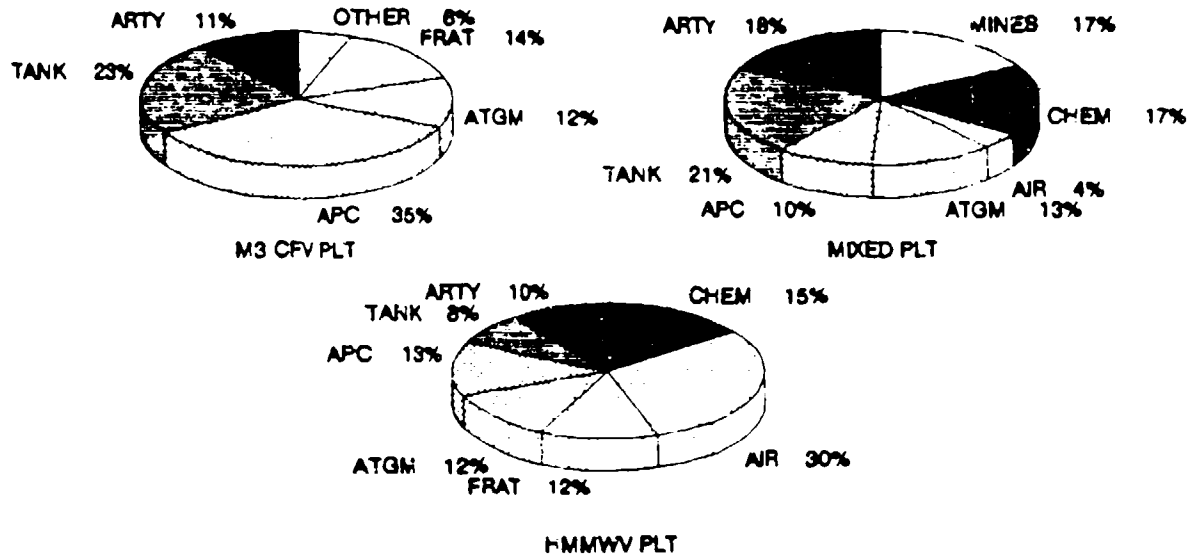 ARTY 11%
OTHER 6%
FRAT 14%
TANK 23%
ATGM 12%
APC 35%
M3 CFV PLT
ARTY 18%
MINES 17%
CHEM 17%
TANK 21%
AIR 4%
APC 10%
ATGM 13%
MIXED PLT
ARTY 10%
CHEM 15%
TANK 8%
APC 13%
AIR 30%
ATGM 12%
FRAT 12%
HMMWV PLT